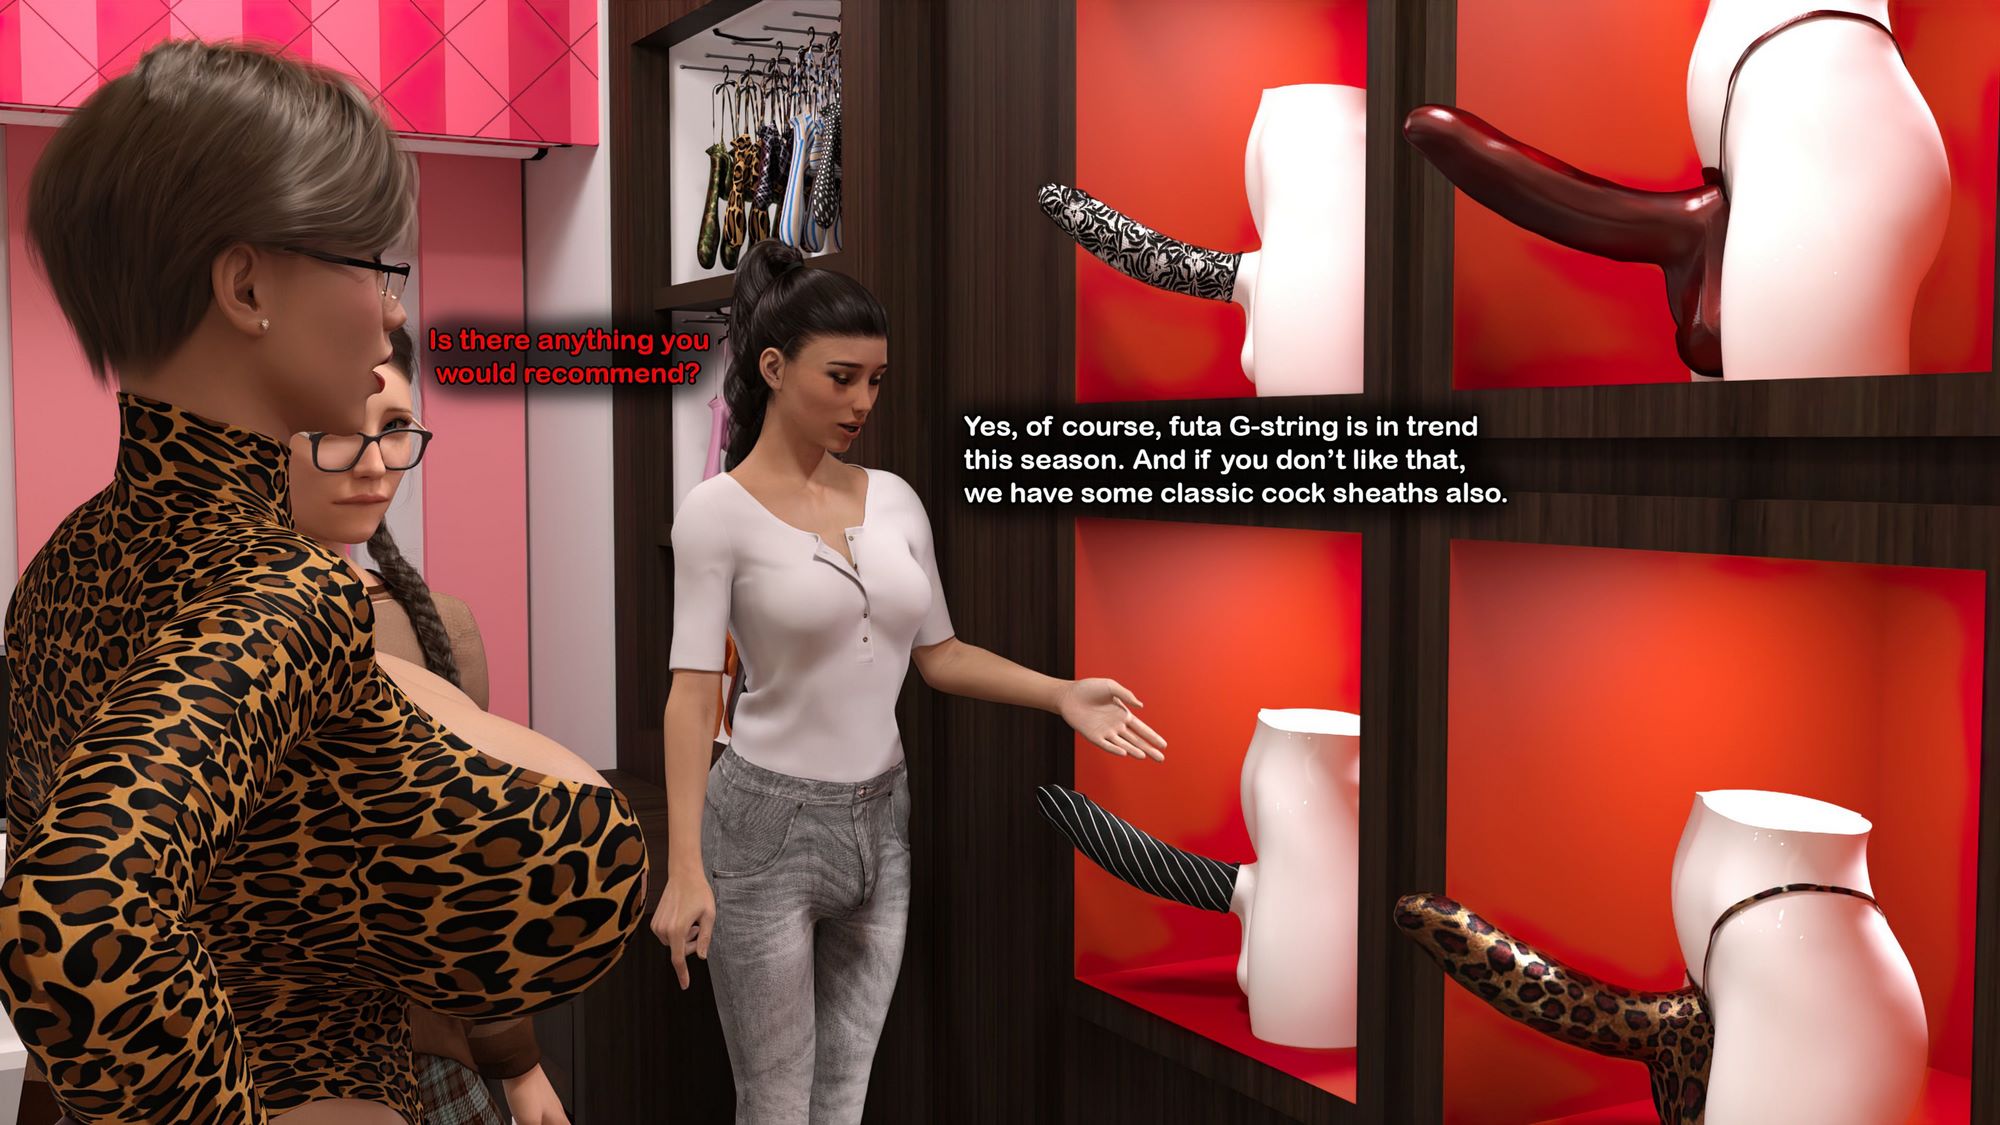 Is there anything you
would recommend?
Yes, of course, futa G-string is in trend
this season. And if you don't like that,
we have some classic cock sheaths also.